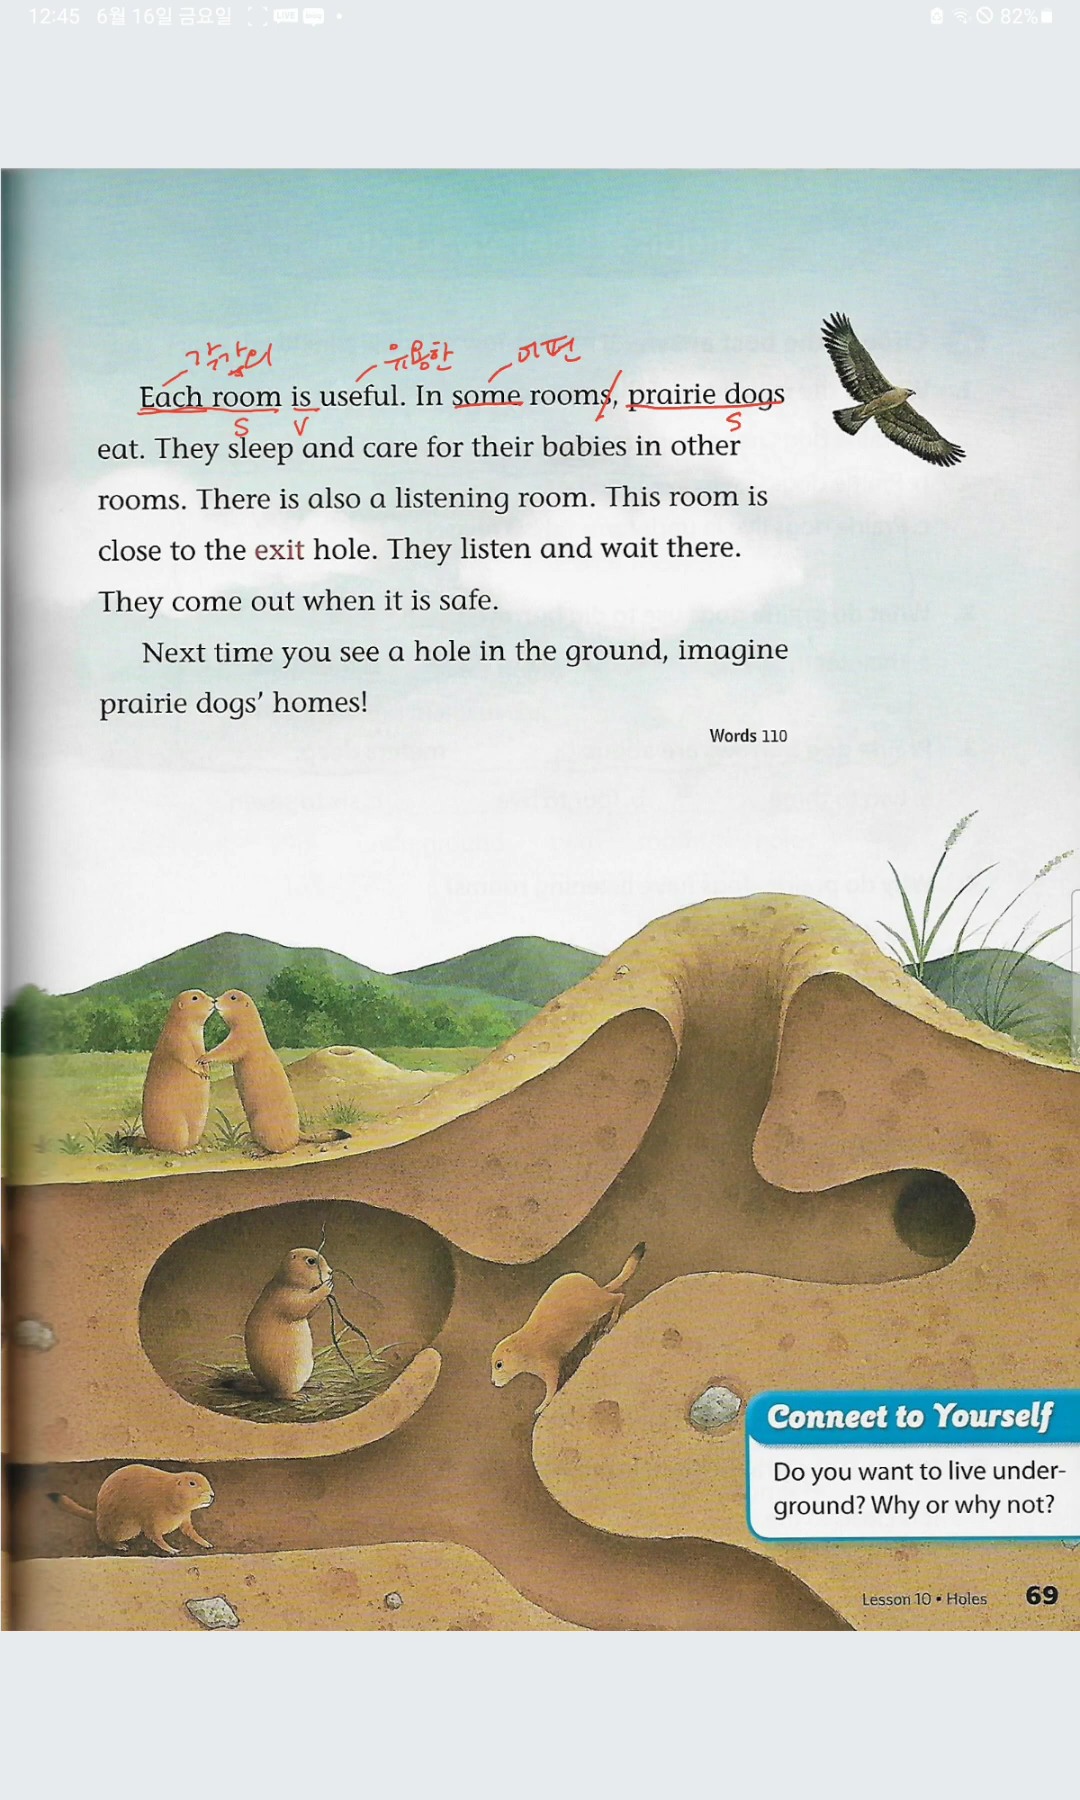 12:45 6월 16일 금요일 LIVE 82%
각각의 유용한 어떤
Each room is useful. In some rooms, prairie dogs
S V S
eat. They sleep and care for their babies in other
rooms. There is also a listening room. This room is
close to the exit hole. They listen and wait there.
They come out when it is safe.
Next time you see a hole in the ground, imagine
prairie dogs’ homes!
Words 110
Connect to Yourself
Do you want to live under-
ground? Why or why not?
Lesson 10 • Holes 69